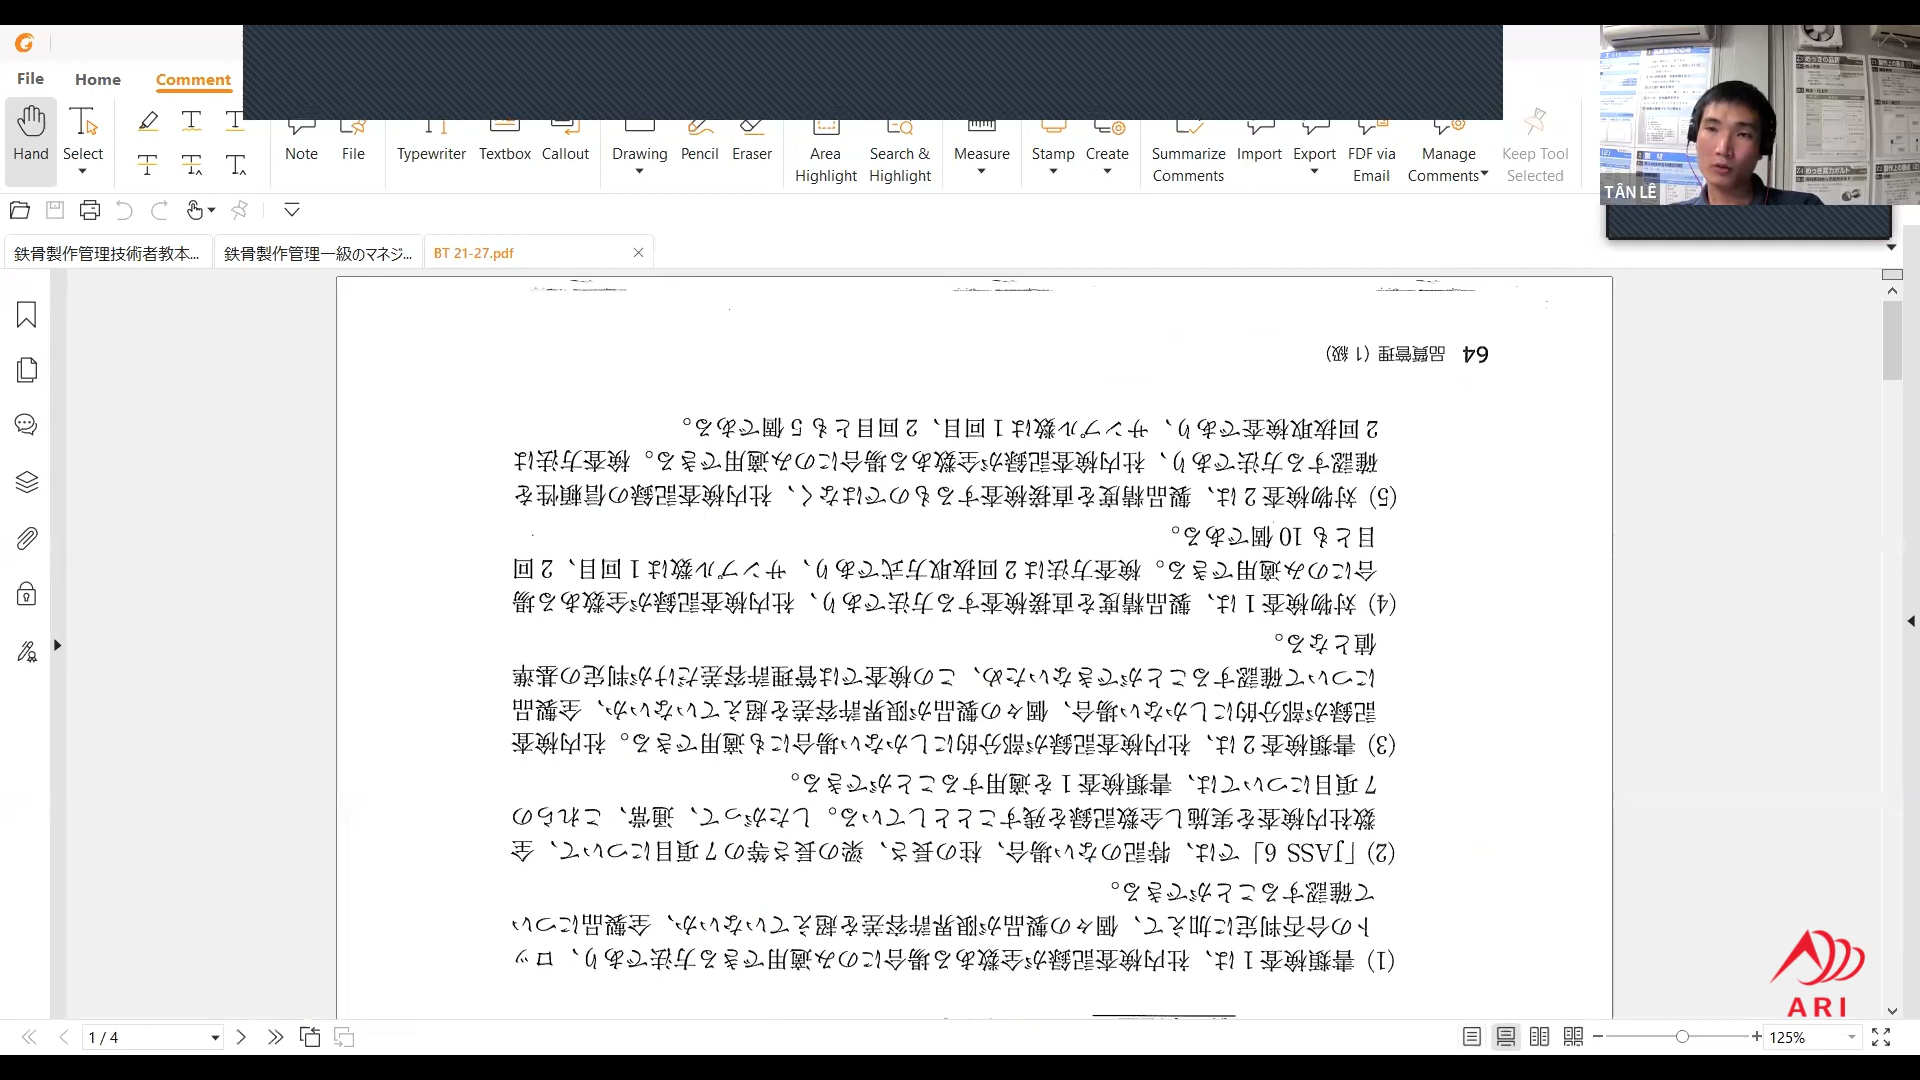 File
Home
Comment
Hand
Select
Note
File
Typewriter
Textbox
Callout
Drawing
Pencil
Eraser
Area
Highlight
Search &
Highlight
Measure
Stamp
Create
Summarize
Comments
Import
Export
FDF via
Email
Manage
Comments
Keep Tool
Selected
TÂN LÊ
鉄骨製作管理技術者教本...
鉄骨製作管理一級のマネジ...
BT 21-27.pdf
(1) 書類検査1は、社内検査記録が全数ある場合にのみ適用できる方法であり、ロッ
トの合否判定に加えて、個々の製品が限界許容差を超えていないか、全製品につい
て確認することができる。
(2)「JASS 6」では、特記のない場合、柱の長さ、梁の長さ等の7項目について、全
数社内検査を実施し全数記録を残すこととしている。したがって、通常、これらの
7項目については、書類検査1を適用することができる。
(3) 書類検査2は、社内検査記録が部分的にしかない場合にも適用できる。社内検査
記録が部分的にしかない場合、個々の製品が限界許容差を超えていないか、全製品
について確認することができないため、この検査では管理許容差だけが判定の基準
値となる。
(4) 対物検査1は、製品精度を直接検査する方法であり、社内検査記録が全数ある場
合にのみ適用できる。検査方法は2回抜取方式であり、サンプル数は1回目、2回
目とも10個である。
(5) 対物検査2は、製品精度を直接検査するものではなく、社内検査記録の信頼性を
確認する方法であり、社内検査記録が全数ある場合にのみ適用できる。検査方法は
2回抜取検査であり、サンプル数は1回目、2回目とも5個である。
64 品質管理(1級)
ARI
1 / 4
125%